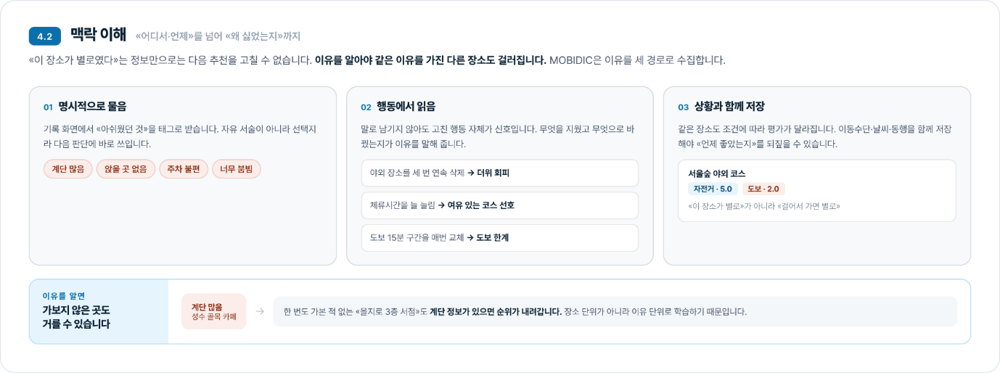 4.2 맥락 이해 «어디서·언제»를 넘어 «왜 싫었는지»까지
«이 장소가 별로였다»는 정보만으로는 다음 추천을 고칠 수 없습니다. 이유를 알아야 같은 이유를 가진 다른 장소도 걸러집니다. MOBIDIC은 이유를 세 경로로 수집합니다.
01 명시적으로 물음
기록 화면에서 «아쉬웠던 것»을 태그로 받습니다. 자유 서술이 아니라 선택지
라 다음 판단에 바로 쓰입니다.
계단 많음 앉을 곳 없음 주차 불편 너무 붐빔
02 행동에서 읽음
말로 남기지 않아도 고친 행동 자체가 신호입니다. 무엇을 지웠고 무엇으로 바
꿨는지가 이유를 말해 줍니다.
야외 장소를 세 번 연속 삭제 → 더위 회피
체류시간을 늘 늘림 → 여유 있는 코스 선호
도보 15분 구간을 매번 교체 → 도보 한계
03 상황과 함께 저장
같은 장소도 조건에 따라 평가가 달라집니다. 이동수단·날씨·동행을 함께 저장
해야 «언제 좋았는지»를 되짚을 수 있습니다.
서울숲 야외 코스
자전거 · 5.0 도보 · 2.0
«이 장소가 별로»가 아니라 «걸어서 가면 별로»
이유를 알면
가보지 않은 곳도
거를 수 있습니다
계단 많음
성수 골목 카페
→
한 번도 가본 적 없는 «을지로 3층 서점»도 계단 정보가 있으면 순위가 내려갑니다. 장소 단위가 아니라 이유 단위로 학습하기 때문입니다.